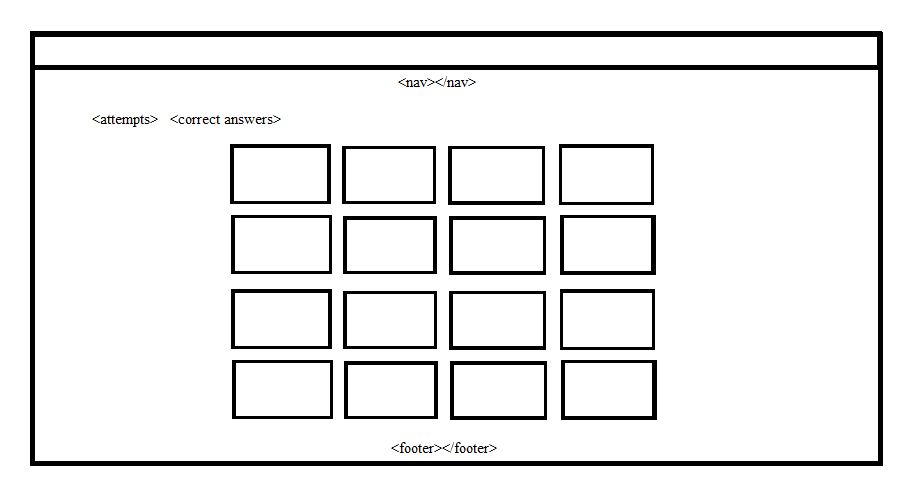 <nav></nav>
<attempts> <correct answers>
<footer></footer>